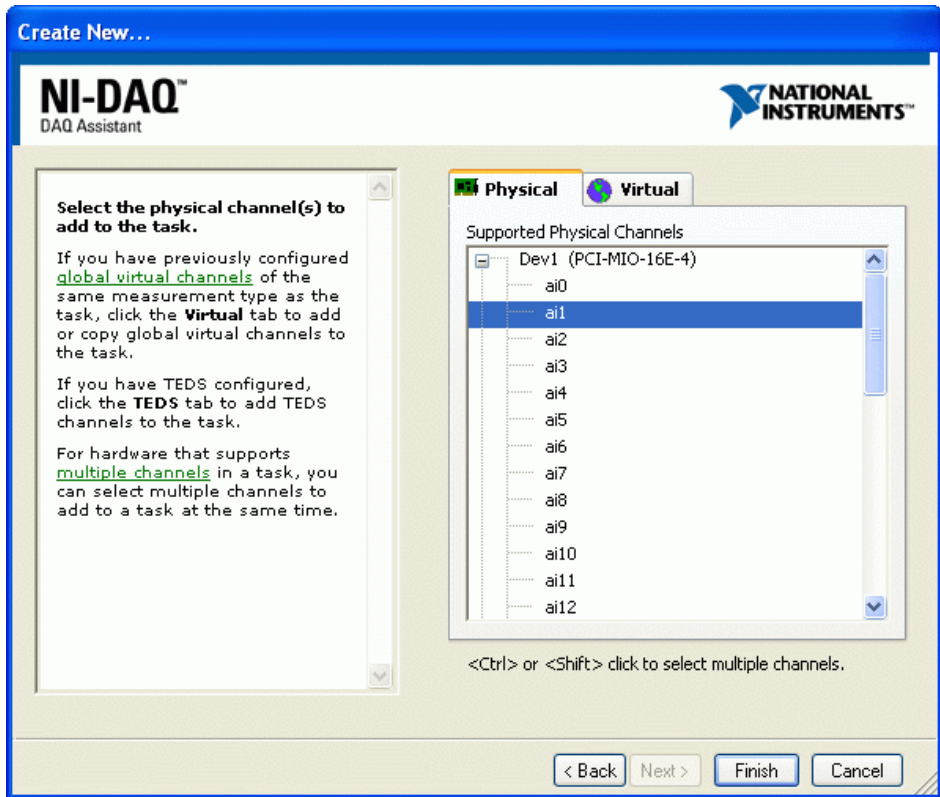 Create New...
NI-DAQ™
DAQ Assistant
NATIONAL
INSTRUMENTS™
Select the physical channel(s) to
add to the task.
If you have previously configured
global virtual channels of the
same measurement type as the
task, click the Virtual tab to add
or copy global virtual channels to
the task.
If you have TEDS configured,
click the TEDS tab to add TEDS
channels to the task.
For hardware that supports
multiple channels in a task, you
can select multiple channels to
add to a task at the same time.
Physical
Virtual
Supported Physical Channels
Dev1 (PCI-MIO-16E-4)
ai0
ai1
ai2
ai3
ai4
ai5
ai6
ai7
ai8
ai9
ai10
ai11
ai12
<Ctrl> or <Shift> click to select multiple channels.
< Back
Next >
Finish
Cancel